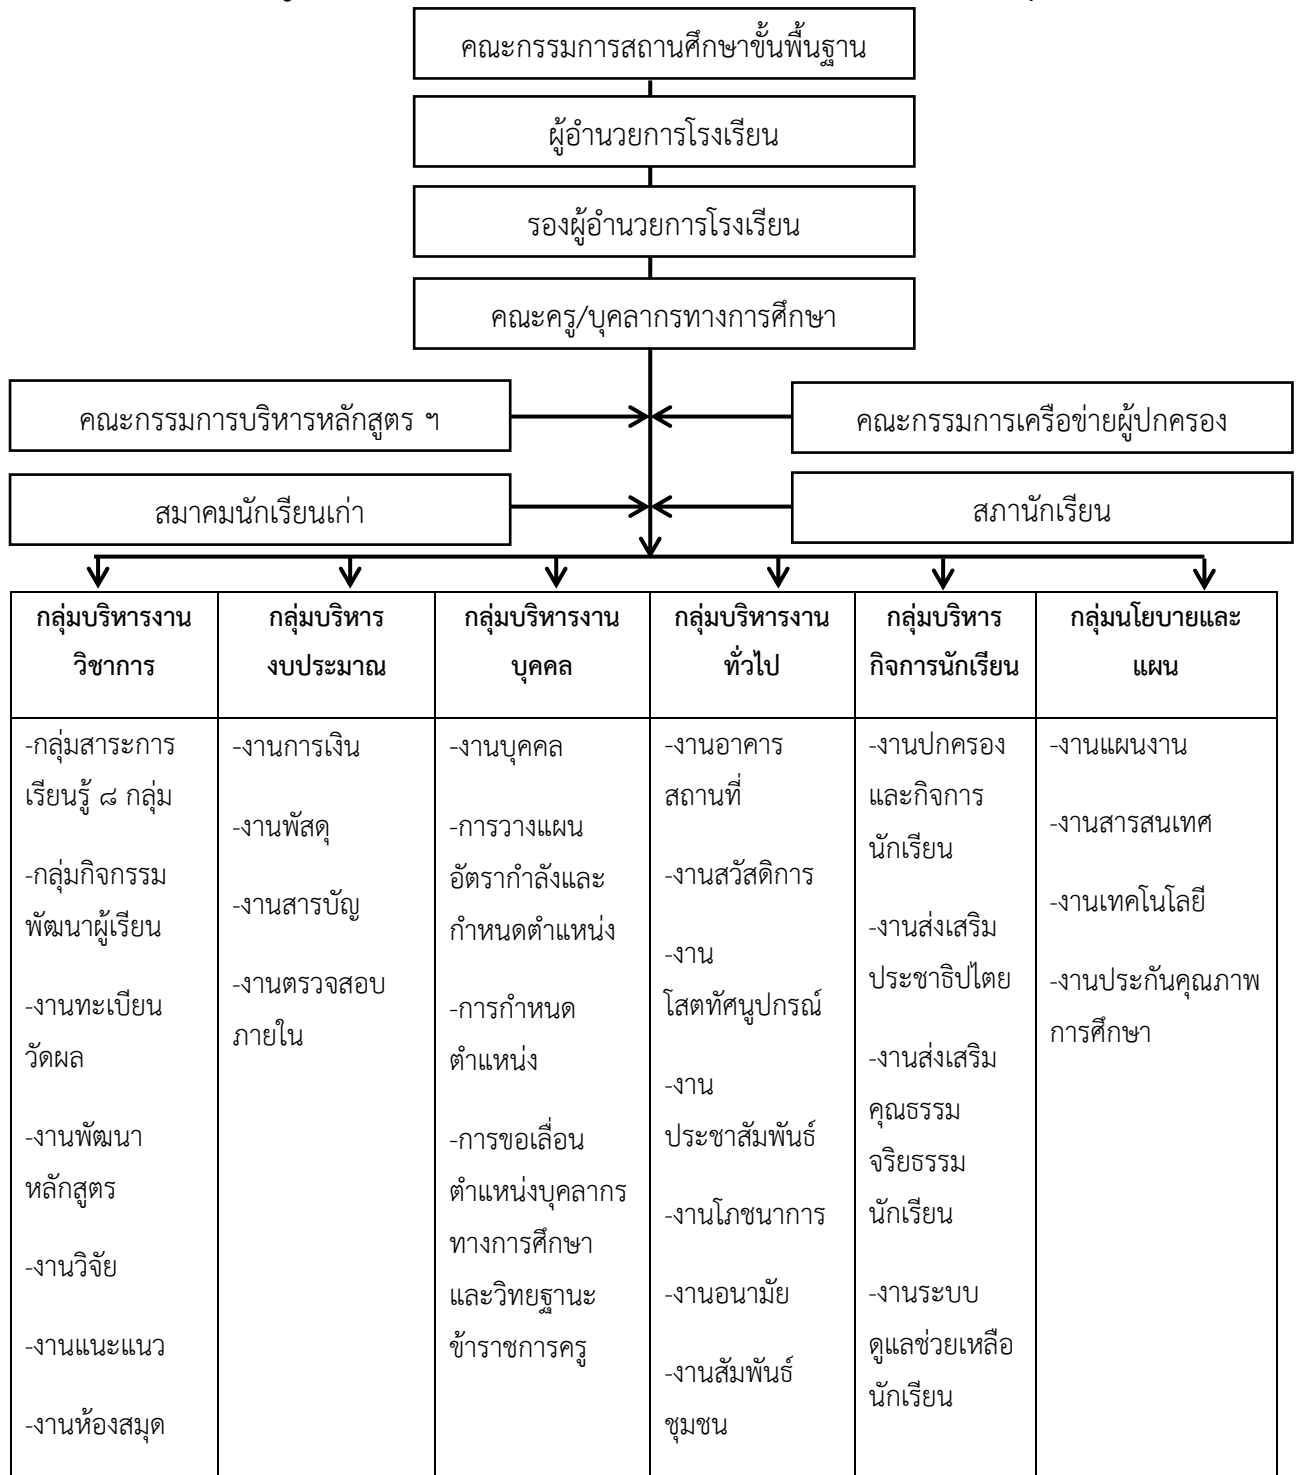 คณะกรรมการสถานศึกษาขั้นพื้นฐาน
ผู้อำนวยการโรงเรียน
รองผู้อำนวยการโรงเรียน
คณะครู/บุคลากรทางการศึกษา
คณะกรรมการบริหารหลักสูตร ฯ
คณะกรรมการเครือข่ายผู้ปกครอง
สมาคมนักเรียนเก่า
สภานักเรียน
กลุ่มบริหารงาน
วิชาการ
-กลุ่มสาระการ
เรียนรู้ ๘ กลุ่ม
-กลุ่มกิจกรรม
พัฒนาผู้เรียน
-งานทะเบียน
วัดผล
-งานพัฒนา
หลักสูตร
-งานวิจัย
-งานแนะแนว
-งานห้องสมุด
กลุ่มบริหาร
งบประมาณ
-งานการเงิน
-งานพัสดุ
-งานสารบัญ
-งานตรวจสอบ
ภายใน
กลุ่มบริหารงาน
บุคคล
-งานบุคคล
-การวางแผน
อัตรากำลังและ
กำหนดตำแหน่ง
-การกำหนด
ตำแหน่ง
-การขอเลื่อน
ตำแหน่งบุคลากร
ทางการศึกษา
และวิทยฐานะ
ข้าราชการครู
กลุ่มบริหารงาน
ทั่วไป
-งานอาคาร
สถานที่
-งานสวัสดิการ
-งาน
โสตทัศนูปกรณ์
-งาน
ประชาสัมพันธ์
-งานโภชนาการ
-งานอนามัย
-งานสัมพันธ์
ชุมชน
กลุ่มบริหาร
กิจการนักเรียน
-งานปกครอง
และกิจการ
นักเรียน
-งานส่งเสริม
ประชาธิปไตย
-งานส่งเสริม
คุณธรรม
จริยธรรม
นักเรียน
-งานระบบ
ดูแลช่วยเหลือ
นักเรียน
กลุ่มนโยบายและ
แผน
-งานแผนงาน
-งานสารสนเทศ
-งานเทคโนโลยี
-งานประกันคุณภาพ
การศึกษา